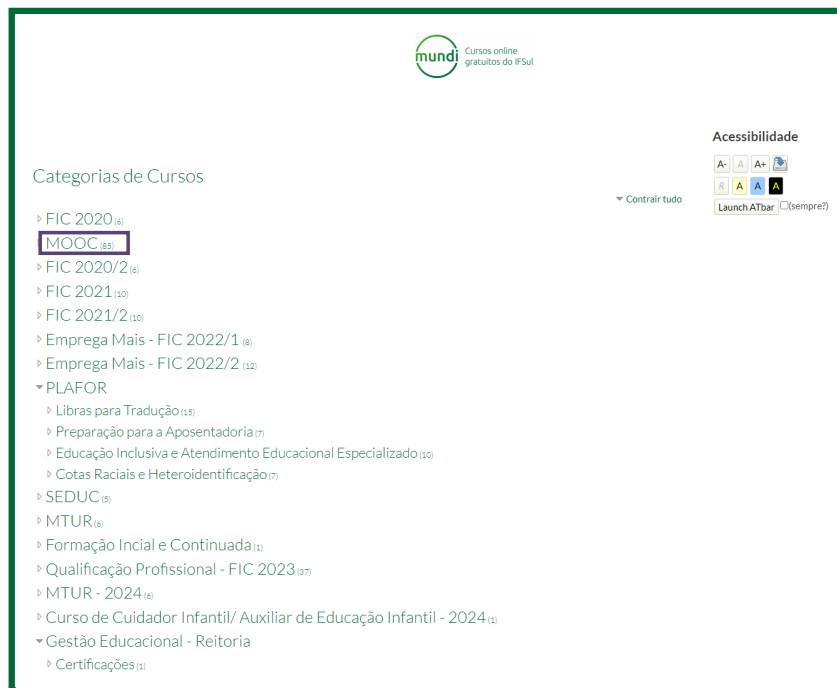 mundi
Cursos online
gratuitos do IFSul
Acessibilidade
A- A A+
R A A A
Launch ATbar (sempre?)
Categorias de Cursos
Contrair tudo
FIC 2020 (6)
MOOC (85)
FIC 2020/2 (6)
FIC 2021 (10)
FIC 2021/2 (10)
Emprega Mais - FIC 2022/1 (8)
Emprega Mais - FIC 2022/2 (12)
PLAFOR
Libras para Tradução (15)
Preparação para a Aposentadoria (7)
Educação Inclusiva e Atendimento Educacional Especializado (10)
Cotas Raciais e Heteroidentificação (7)
SEDUC (5)
MTUR (6)
Formação Incial e Continuada (1)
Qualificação Profissional - FIC 2023 (37)
MTUR - 2024 (6)
Curso de Cuidador Infantil/ Auxiliar de Educação Infantil - 2024 (1)
Gestão Educacional - Reitoria
Certificações (1)